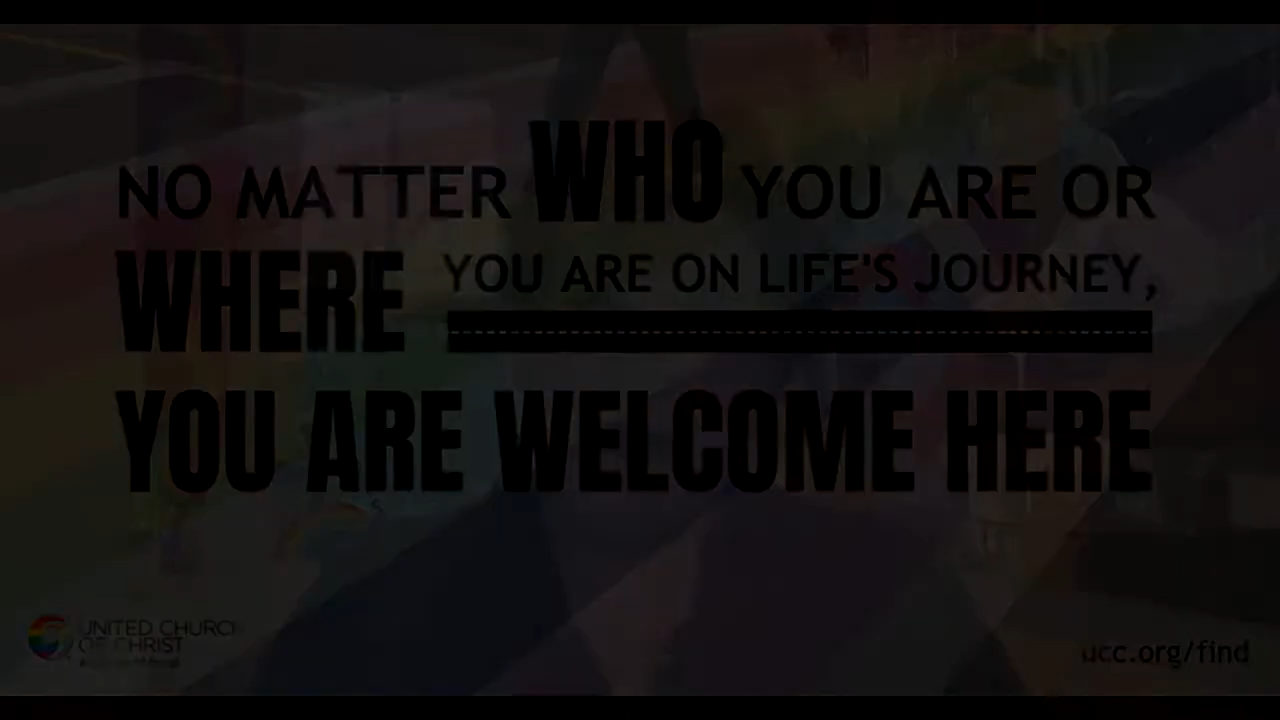 NO MATTER WHO YOU ARE OR
WHERE YOU ARE ON LIFE'S JOURNEY,
YOU ARE WELCOME HERE
UNITED CHURCH
OF CHRIST
ucc.org/find